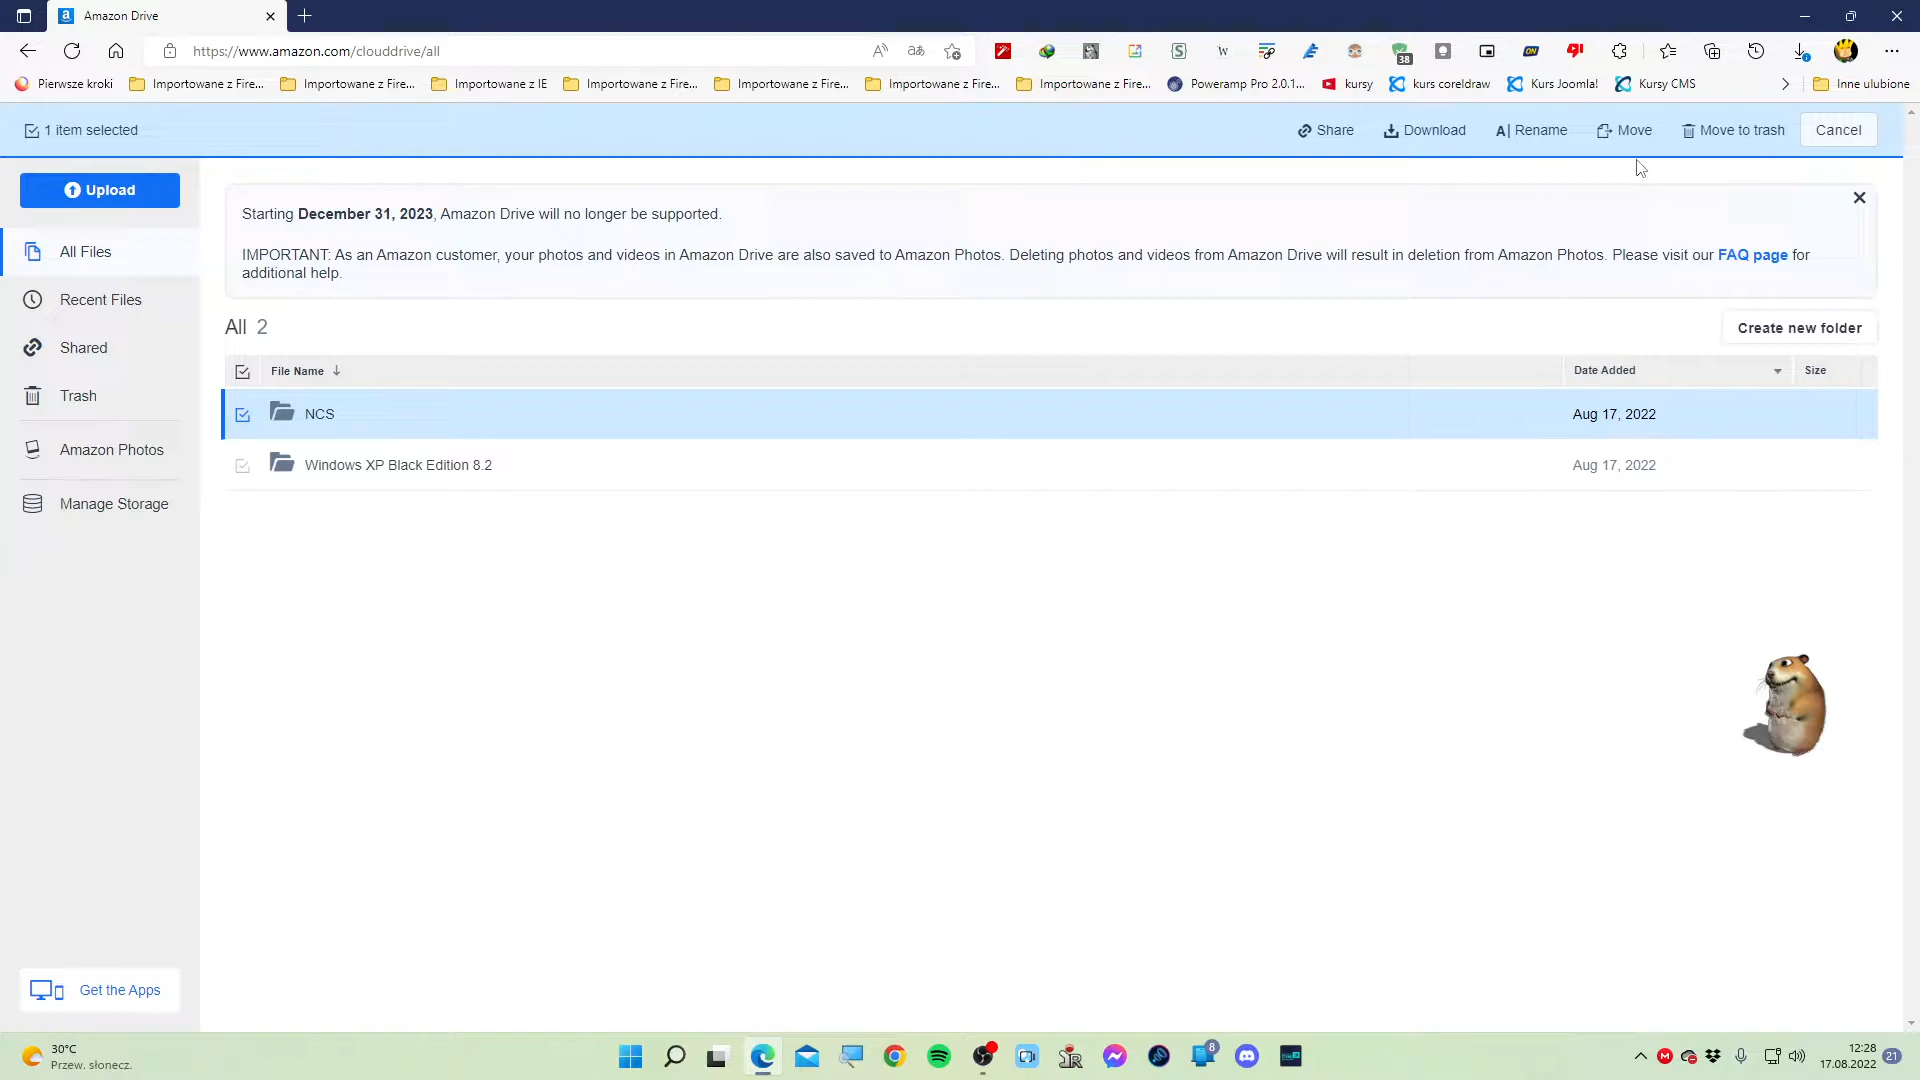 Amazon Drive
https://www.amazon.com/clouddrive/all
38
Pierwsze kroki
Importowane z Fire...
Importowane z Fire...
Importowane z IE
Importowane z Fire...
Importowane z Fire...
Importowane z Fire...
Importowane z Fire...
Poweramp Pro 2.0.1...
kursy
kurs coreldraw
Kurs Joomla!
Kursy CMS
Inne ulubione
1 item selected
Share
Download
Rename
Move
Move to trash
Cancel
Upload
All Files
Recent Files
Shared
Trash
Amazon Photos
Manage Storage
Get the Apps
Starting December 31, 2023, Amazon Drive will no longer be supported.
IMPORTANT: As an Amazon customer, your photos and videos in Amazon Drive are also saved to Amazon Photos. Deleting photos and videos from Amazon Drive will result in deletion from Amazon Photos. Please visit our FAQ page for
additional help.
All 2
Create new folder
File Name
Date Added
Size
NCS
Aug 17, 2022
Windows XP Black Edition 8.2
Aug 17, 2022
30°C
Przew. słonecz.
8
12:28
17.08.2022
21